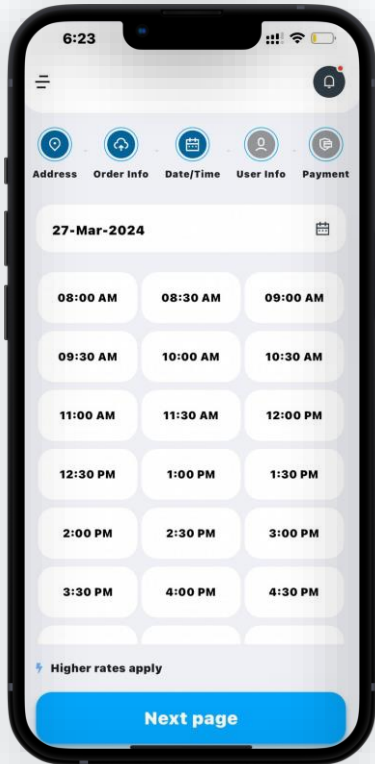 6:23
Address Order Info Date/Time User Info Payment
27-Mar-2024
08:00 AM 08:30 AM 09:00 AM
09:30 AM 10:00 AM 10:30 AM
11:00 AM 11:30 AM 12:00 PM
12:30 PM 1:00 PM 1:30 PM
2:00 PM 2:30 PM 3:00 PM
3:30 PM 4:00 PM 4:30 PM
Higher rates apply
Next page